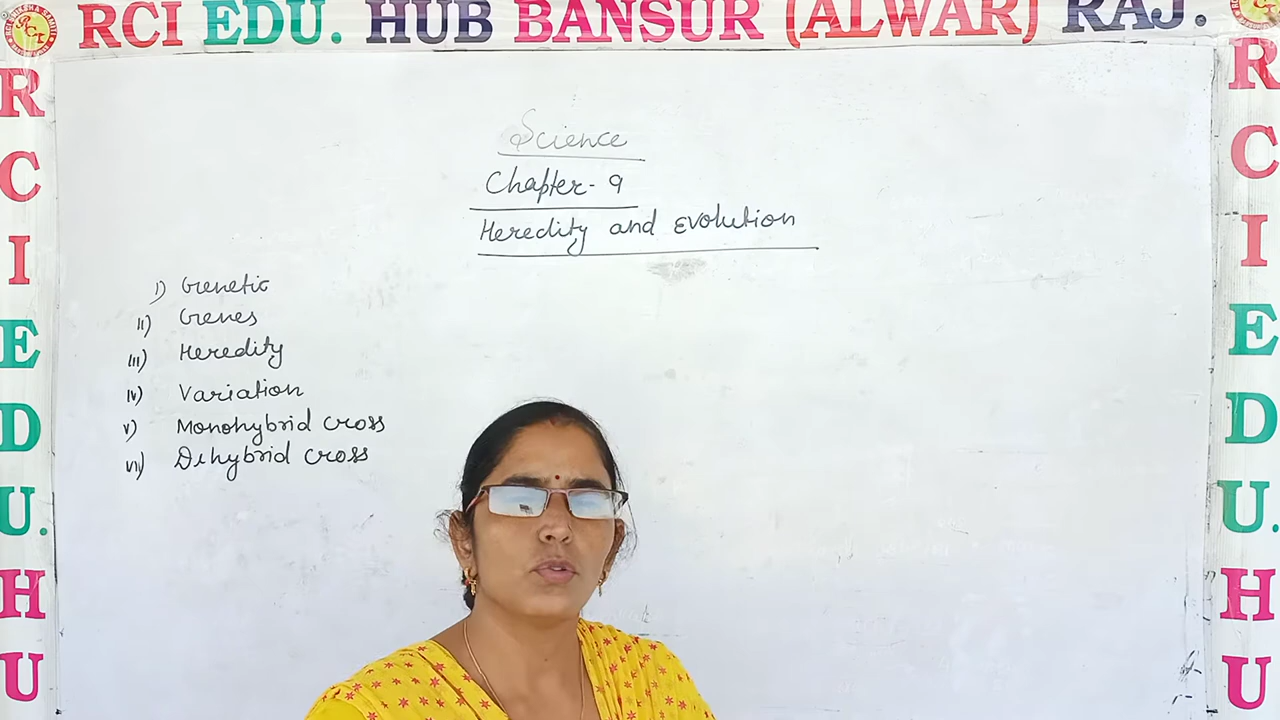 RCI EDU. HUB BANSUR (ALWAR) RAJ.
Science
Chapter - 9
Heredity and evolution
I) Genetic
II) Genes
III) Heredity
IV) Variation
V) Monohybrid cross
VI) Dihybrid cross
RCI EDU. HU
RCI EDU. HU